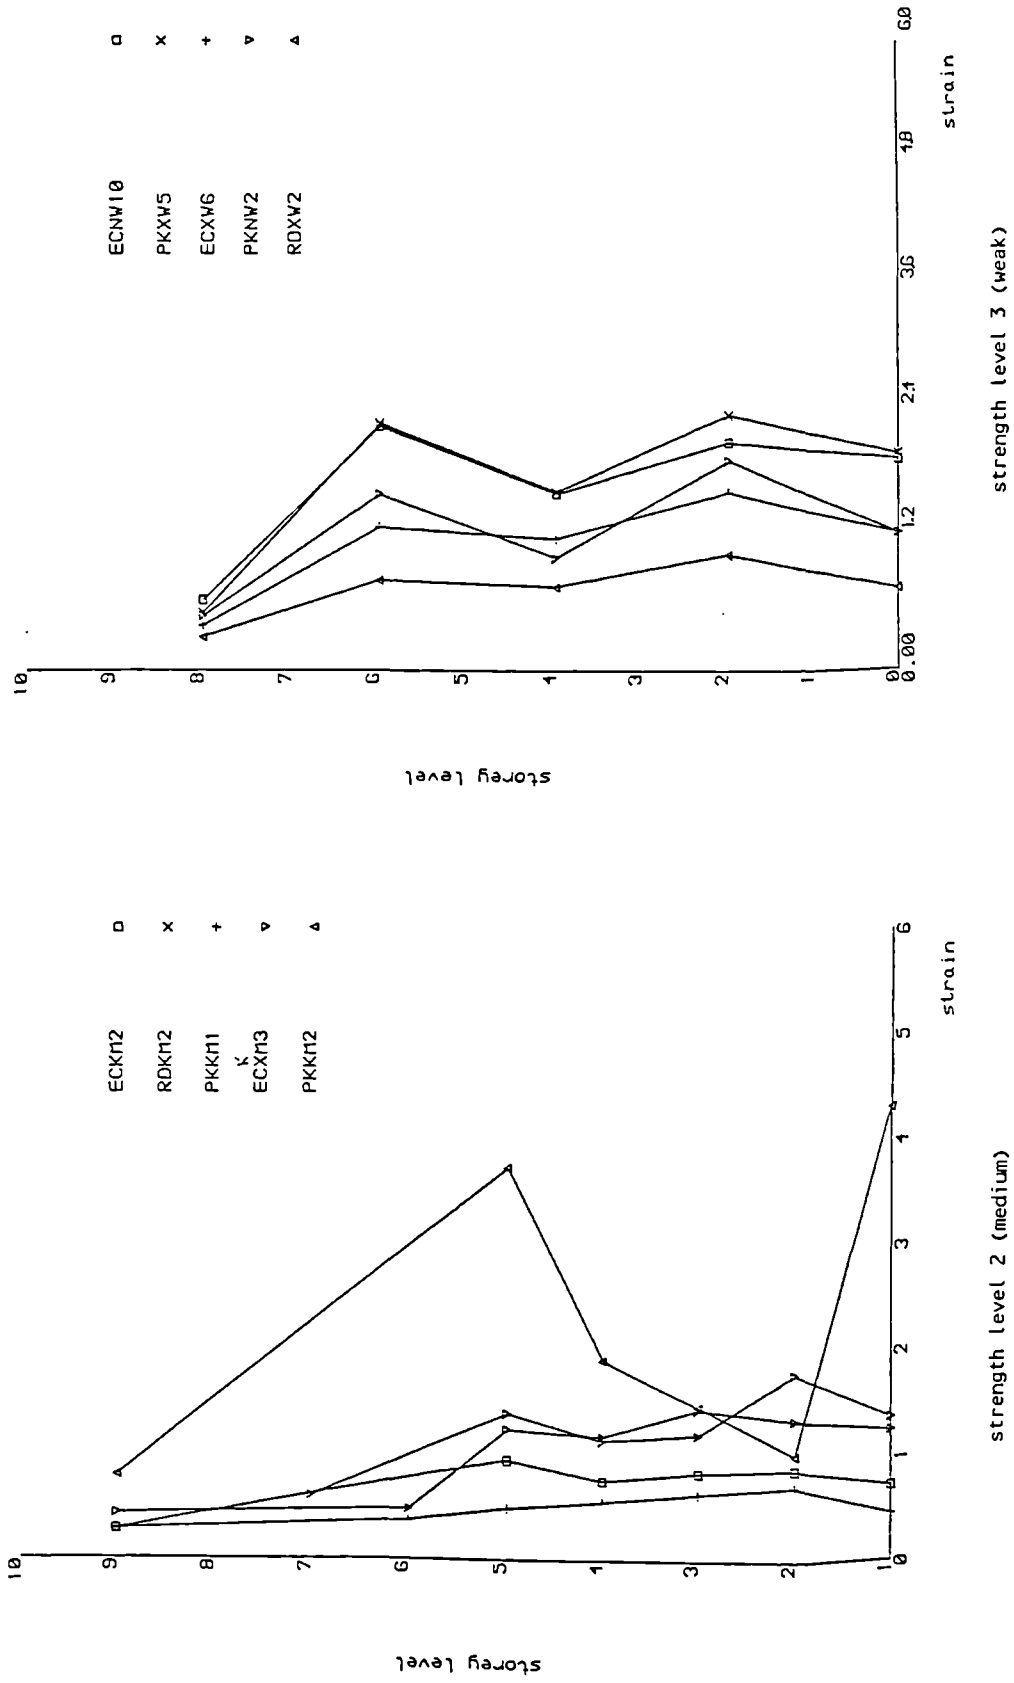 ECKM2
RDKM2
PKKM1
K
ECXM3
PKKM2
storey level
10
9
8
7
6
5
4
3
2
1
0
1
2
3
4
5
6
strain
strength level 2 (medium)
ECNW10
PKXW5
ECXW6
PKNW2
RDXW2
storey level
10
9
8
7
6
5
4
3
2
1
0
0.00
1.2
2.4
3.6
4.8
6.0
strain
strength level 3 (weak)